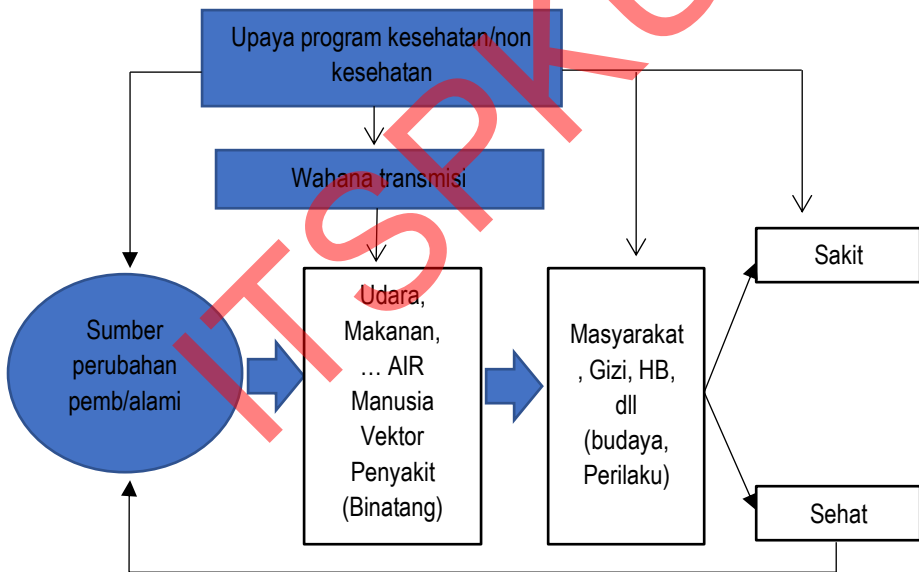 Upaya program kesehatan/non
kesehatan
Wahana transmisi
Sumber
perubahan
pemb/alami
Udara,
Makanan,
... AIR
Manusia
Vektor
Penyakit
(Binatang)
Masyarakat
, Gizi, HB,
dll
(budaya,
Perilaku)
Sakit
Sehat
ITSPKU